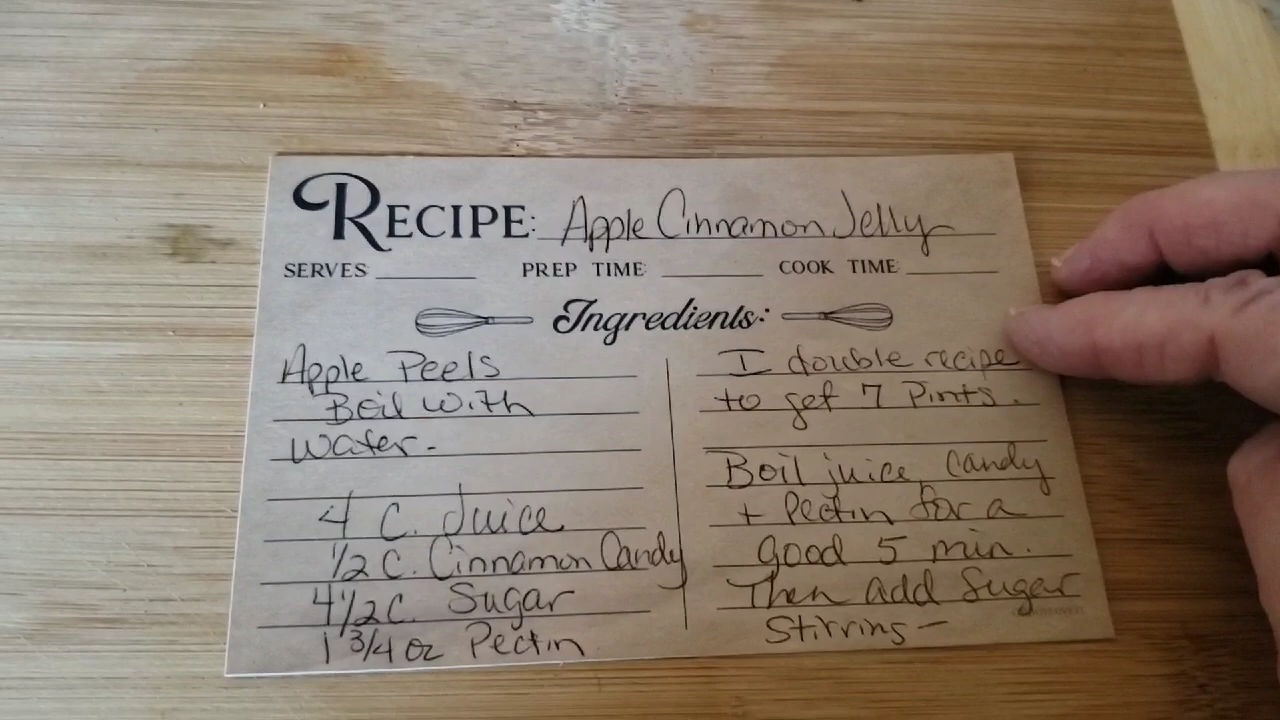 RECIPE: Apple Cinnamon Jelly
SERVES PREP TIME COOK TIME
Ingredients:
Apple Peels
Boil with
Water-
4 C. Juice
1/2 C. Cinnamon Candy
4 1/2 C. Sugar
1 3/4 oz Pectin
I double recipe
to get 7 Pints.
Boil juice, Candy
+ Pectin for a
good 5 min.
Then add Sugar
Stirring-